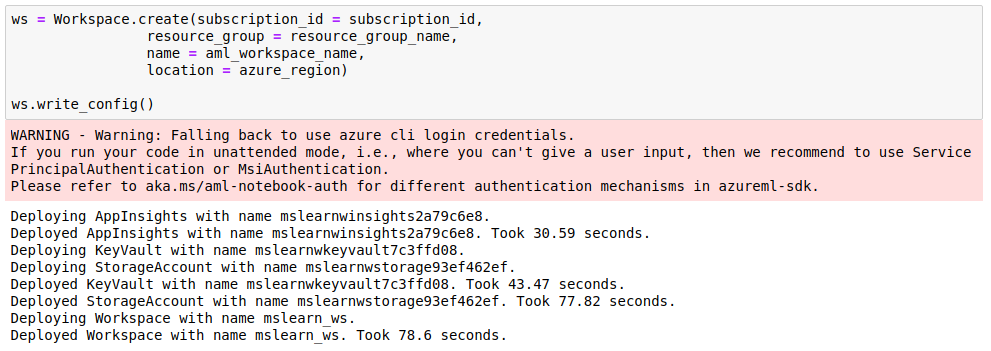 ws = Workspace.create(subscription_id = subscription_id,
resource_group = resource_group_name,
name = aml_workspace_name,
location = azure_region)
ws.write_config()
WARNING - Warning: Falling back to use azure cli login credentials.
If you run your code in unattended mode, i.e., where you can't give a user input, then we recommend to use Service
PrincipalAuthentication or MsiAuthentication.
Please refer to aka.ms/aml-notebook-auth for different authentication mechanisms in azureml-sdk.
Deploying AppInsights with name mslearnwinsights2a79c6e8.
Deployed AppInsights with name mslearnwinsights2a79c6e8. Took 30.59 seconds.
Deploying KeyVault with name mslearnwkeyvault7c3ffd08.
Deploying StorageAccount with name mslearnwstorage93ef462ef.
Deployed KeyVault with name mslearnwkeyvault7c3ffd08. Took 43.47 seconds.
Deployed StorageAccount with name mslearnwstorage93ef462ef. Took 77.82 seconds.
Deploying Workspace with name mslearn_ws.
Deployed Workspace with name mslearn_ws. Took 78.6 seconds.